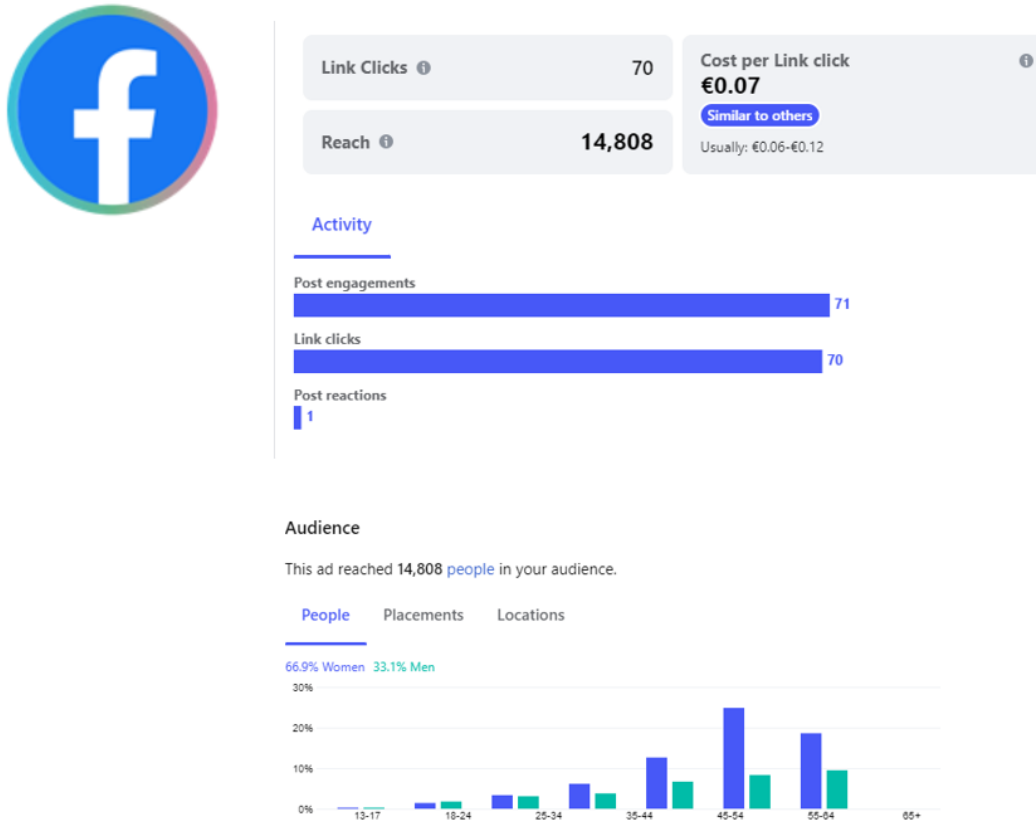 Link Clicks 70
Reach 14,808
Cost per Link click
€0.07
Similar to others
Usually: €0.06-€0.12
Activity
Post engagements
71
Link clicks
70
Post reactions
1
Audience
This ad reached 14,808 people in your audience.
People Placements Locations
66.9% Women 33.1% Men
30%
20%
10%
0%
13-17 18-24 25-34 35-44 45-54 55-64 65+